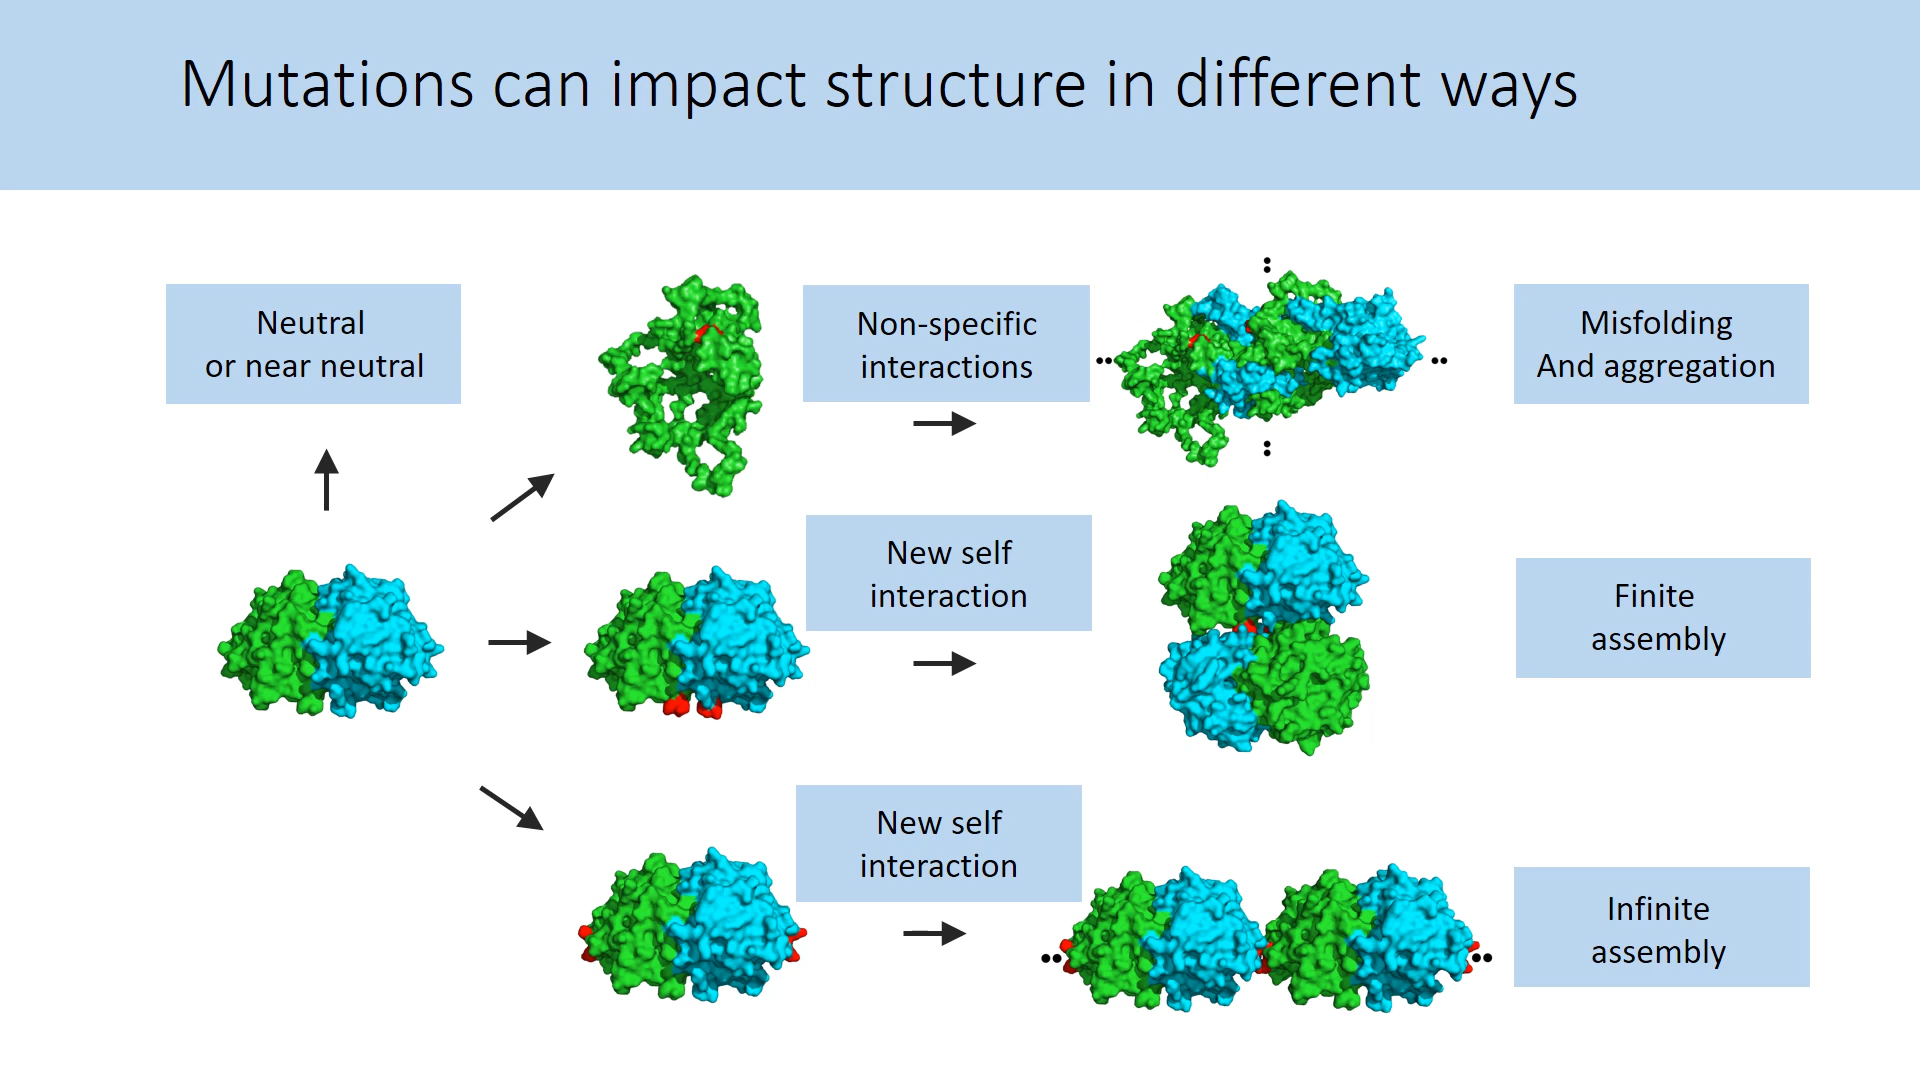 Mutations can impact structure in different ways
Neutral
or near neutral
Non-specific
interactions
Misfolding
And aggregation
New self
interaction
Finite
assembly
New self
interaction
Infinite
assembly